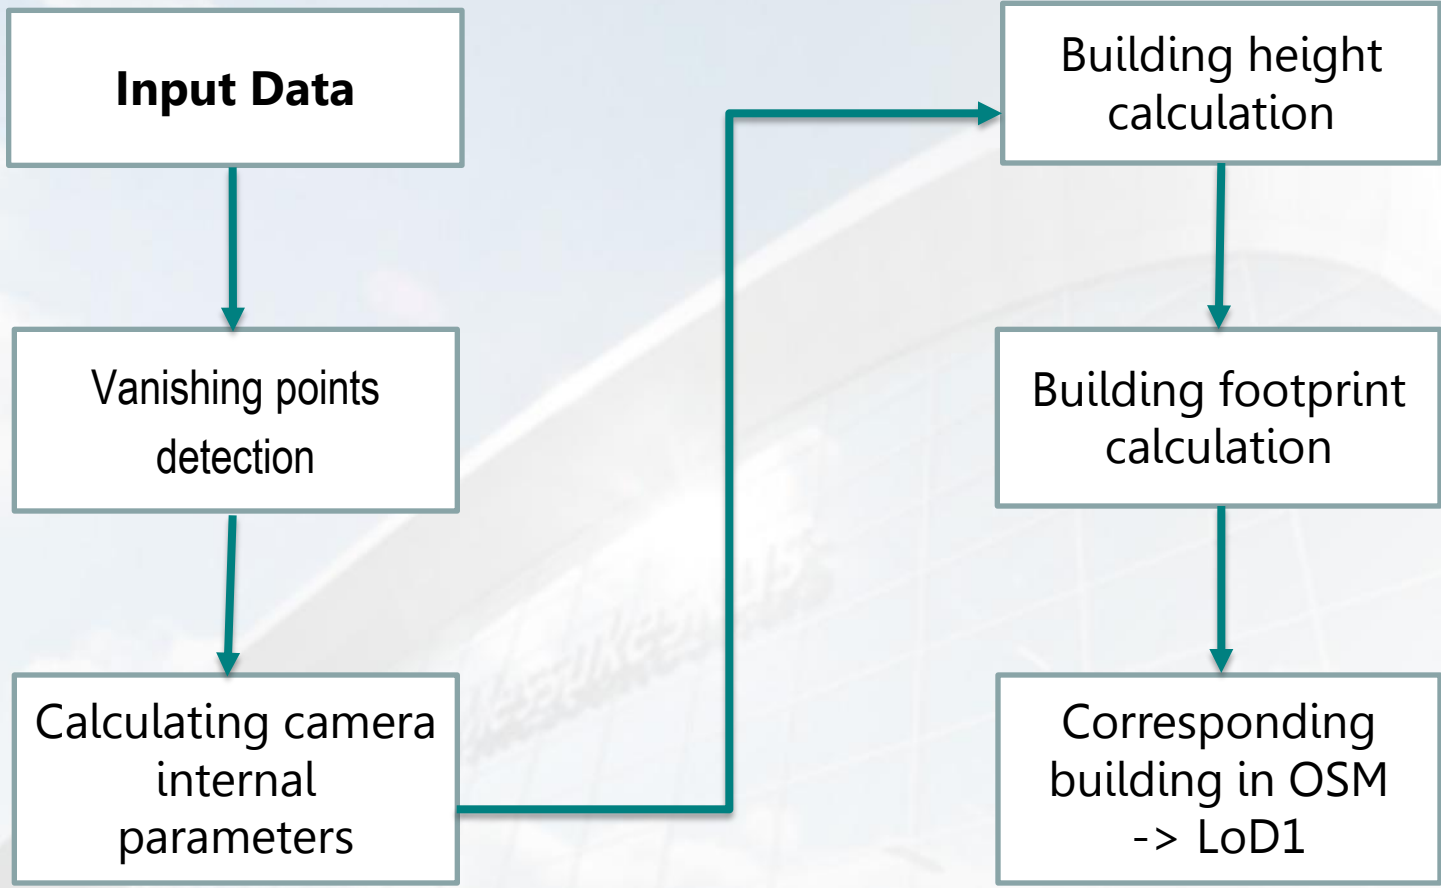 Input Data
Vanishing points
detection
Calculating camera
internal
parameters
Building height
calculation
Building footprint
calculation
Corresponding
building in OSM
-> LoD1